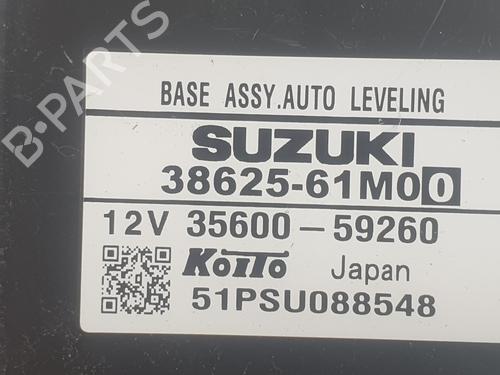 BASE ASSY.AUTO LEVELING
SUZUKI
38625-61M00
12V 35600-59260
KOITO Japan
51PSU088548
B-PARTS